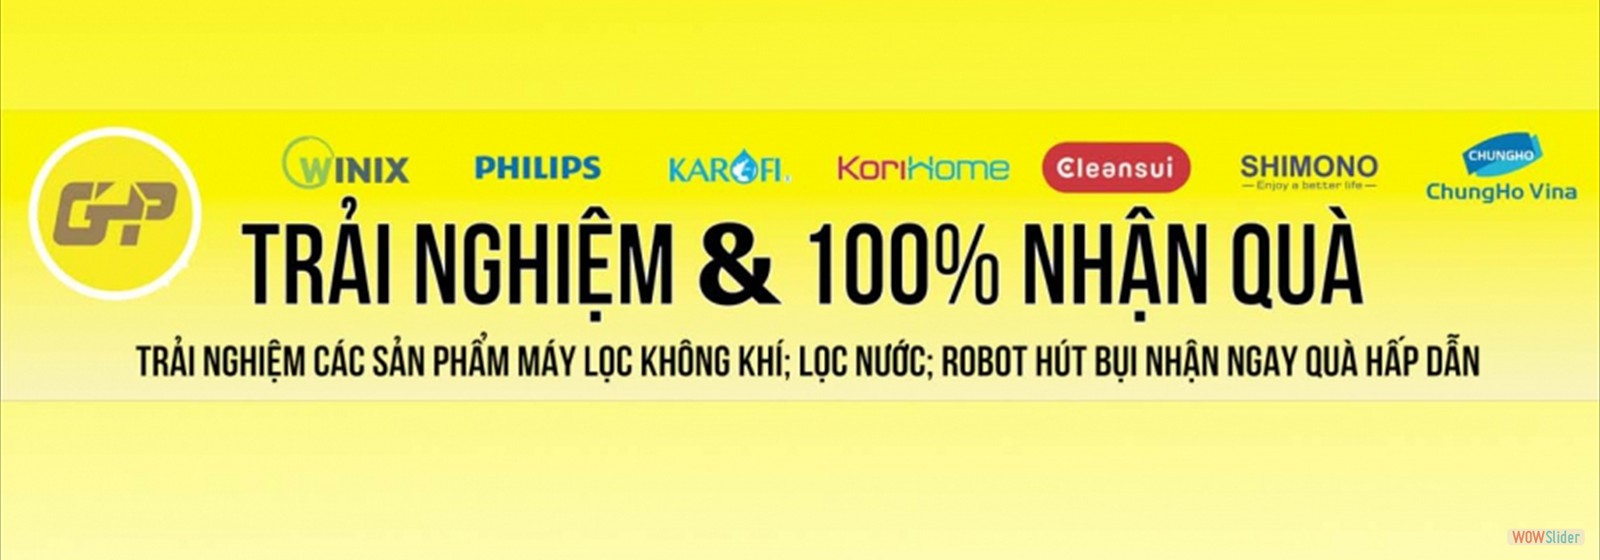 GP
WINIX PHILIPS KAROFI KoriHome Cleansui SHIMONO CHUNGHO
Enjoy a better life ChungHo Vina
TRẢI NGHIỆM & 100% NHẬN QUÀ
TRẢI NGHIỆM CÁC SẢN PHẨM MÁY LỌC KHÔNG KHÍ; LỌC NƯỚC; ROBOT HÚT BỤI NHẬN NGAY QUÀ HẤP DẪN
WOWSlider